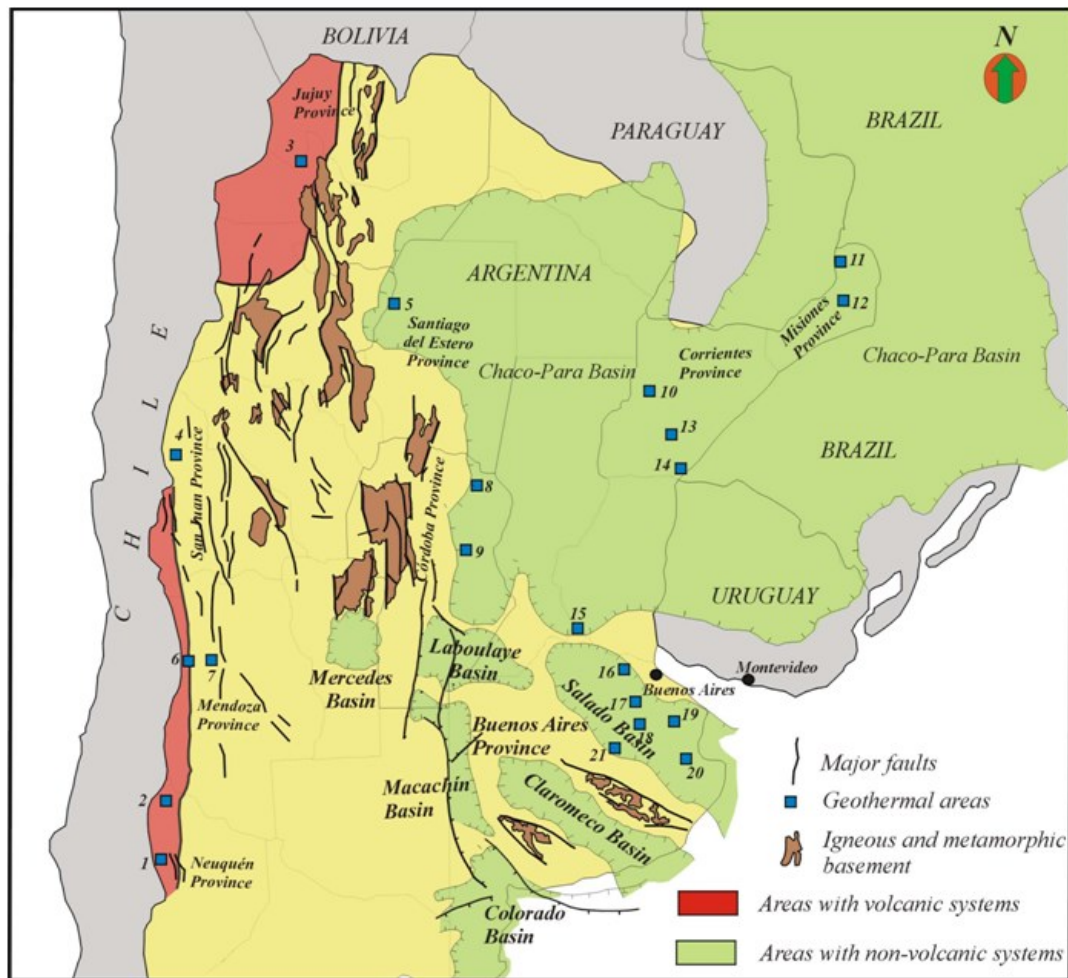 BOLIVIA
N
Jujuy
Province
PARAGUAY
BRAZIL
3
ARGENTINA
11
5
12
Santiago
del Estero
Province
Misiones
Province
Corrientes
Province
Chaco-Para Basin
Chaco-Para Basin
10
CHILE
13
4
14
BRAZIL
San Juan Province
8
Córdoba Province
9
URUGUAY
15
6
7
Mercedes
Basin
Laboulaye
Basin
16
Montevideo
Buenos Aires
Mendoza
Province
17
Salado Basin
19
18
Buenos Aires
Province
21
20
Major faults
2
Macachín
Basin
Claromeco Basin
Geothermal areas
Igneous and metamorphic
basement
1
Neuquén
Province
Areas with volcanic systems
Colorado
Basin
Areas with non-volcanic systems